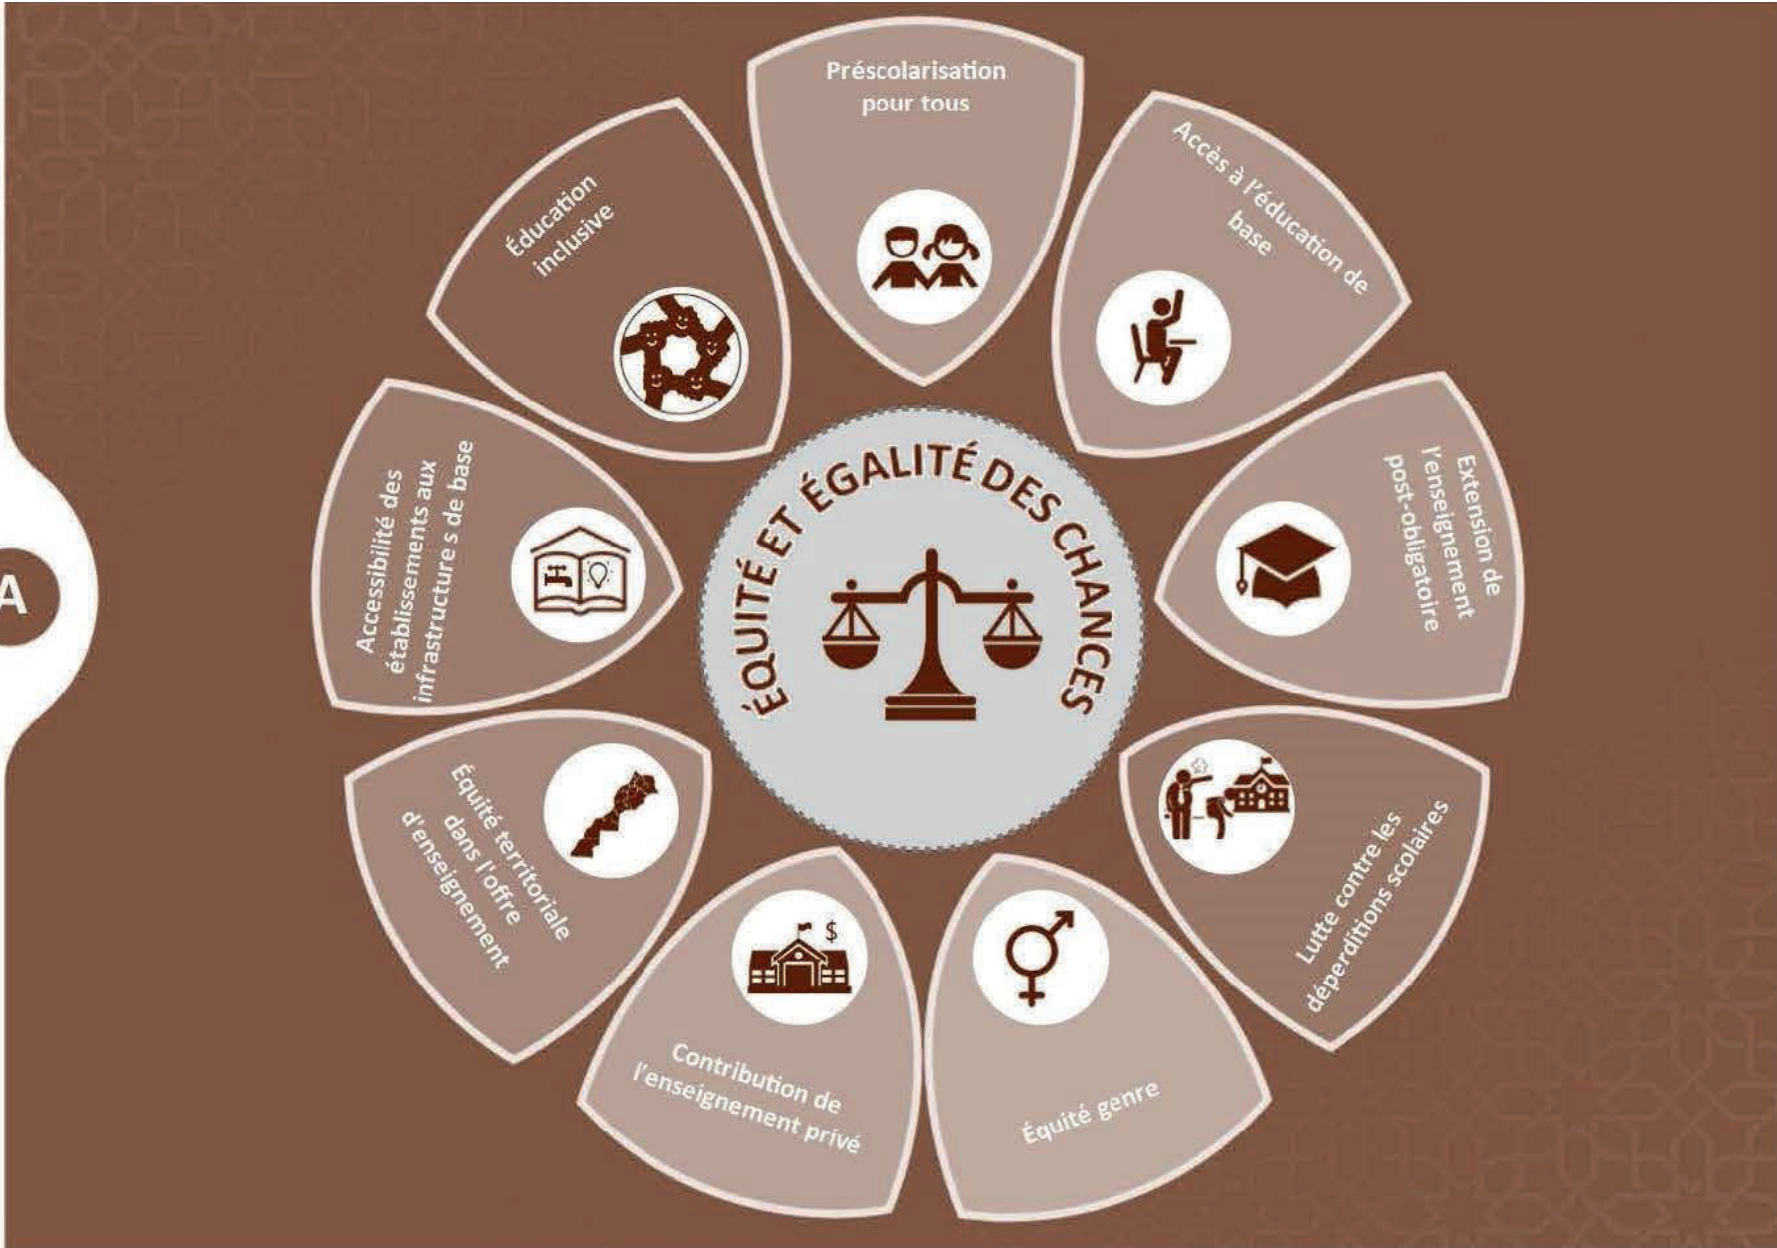 Préscolarisation
pour tous
Accès à l'éducation de
base
Extension de
l'enseignement
post-obligatoire
Lutte contre les
déperditions scolaires
Équité genre
Contribution de
l'enseignement privé
Équité territoriale
dans l'offre
d'enseignement
Accessibilité des
établissements aux
infrastructures de base
Éducation
inclusive
ÉQUITÉ ET ÉGALITÉ DES CHANCES
$
A